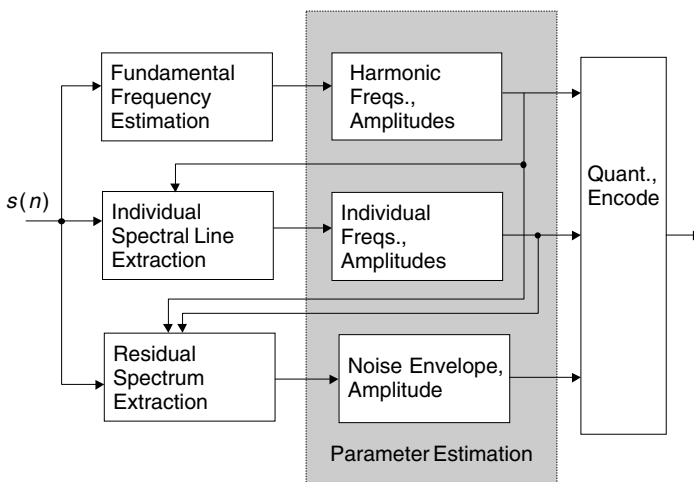 Fundamental
Frequency
Estimation
Harmonic
Freqs.,
Amplitudes
Quant.,
Encode
s(n)
Individual
Spectral Line
Extraction
Individual
Freqs.,
Amplitudes
Residual
Spectrum
Extraction
Noise Envelope,
Amplitude
Parameter Estimation